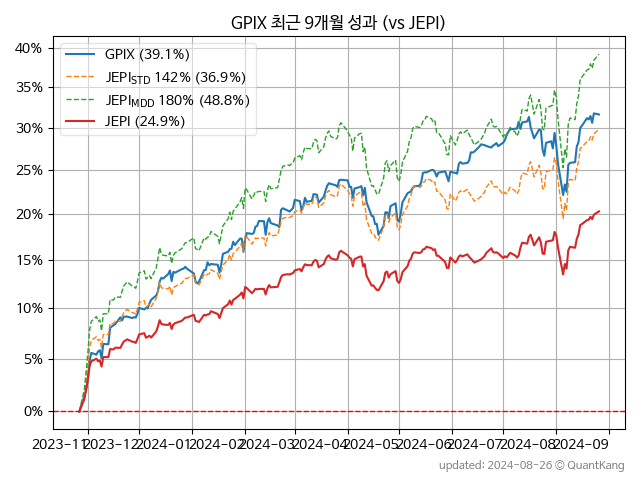 GPIX 최근 9개월 성과 (vs JEPI)
GPIX (39.1%)
JEPI_STD 142% (36.9%)
JEPI_MDD 180% (48.8%)
JEPI (24.9%)
40%
35%
30%
25%
20%
15%
10%
5%
0%
2023-11 2023-12 2024-01 2024-02 2024-03 2024-04 2024-05 2024-06 2024-07 2024-08 2024-09
updated: 2024-08-26 © QuantKang